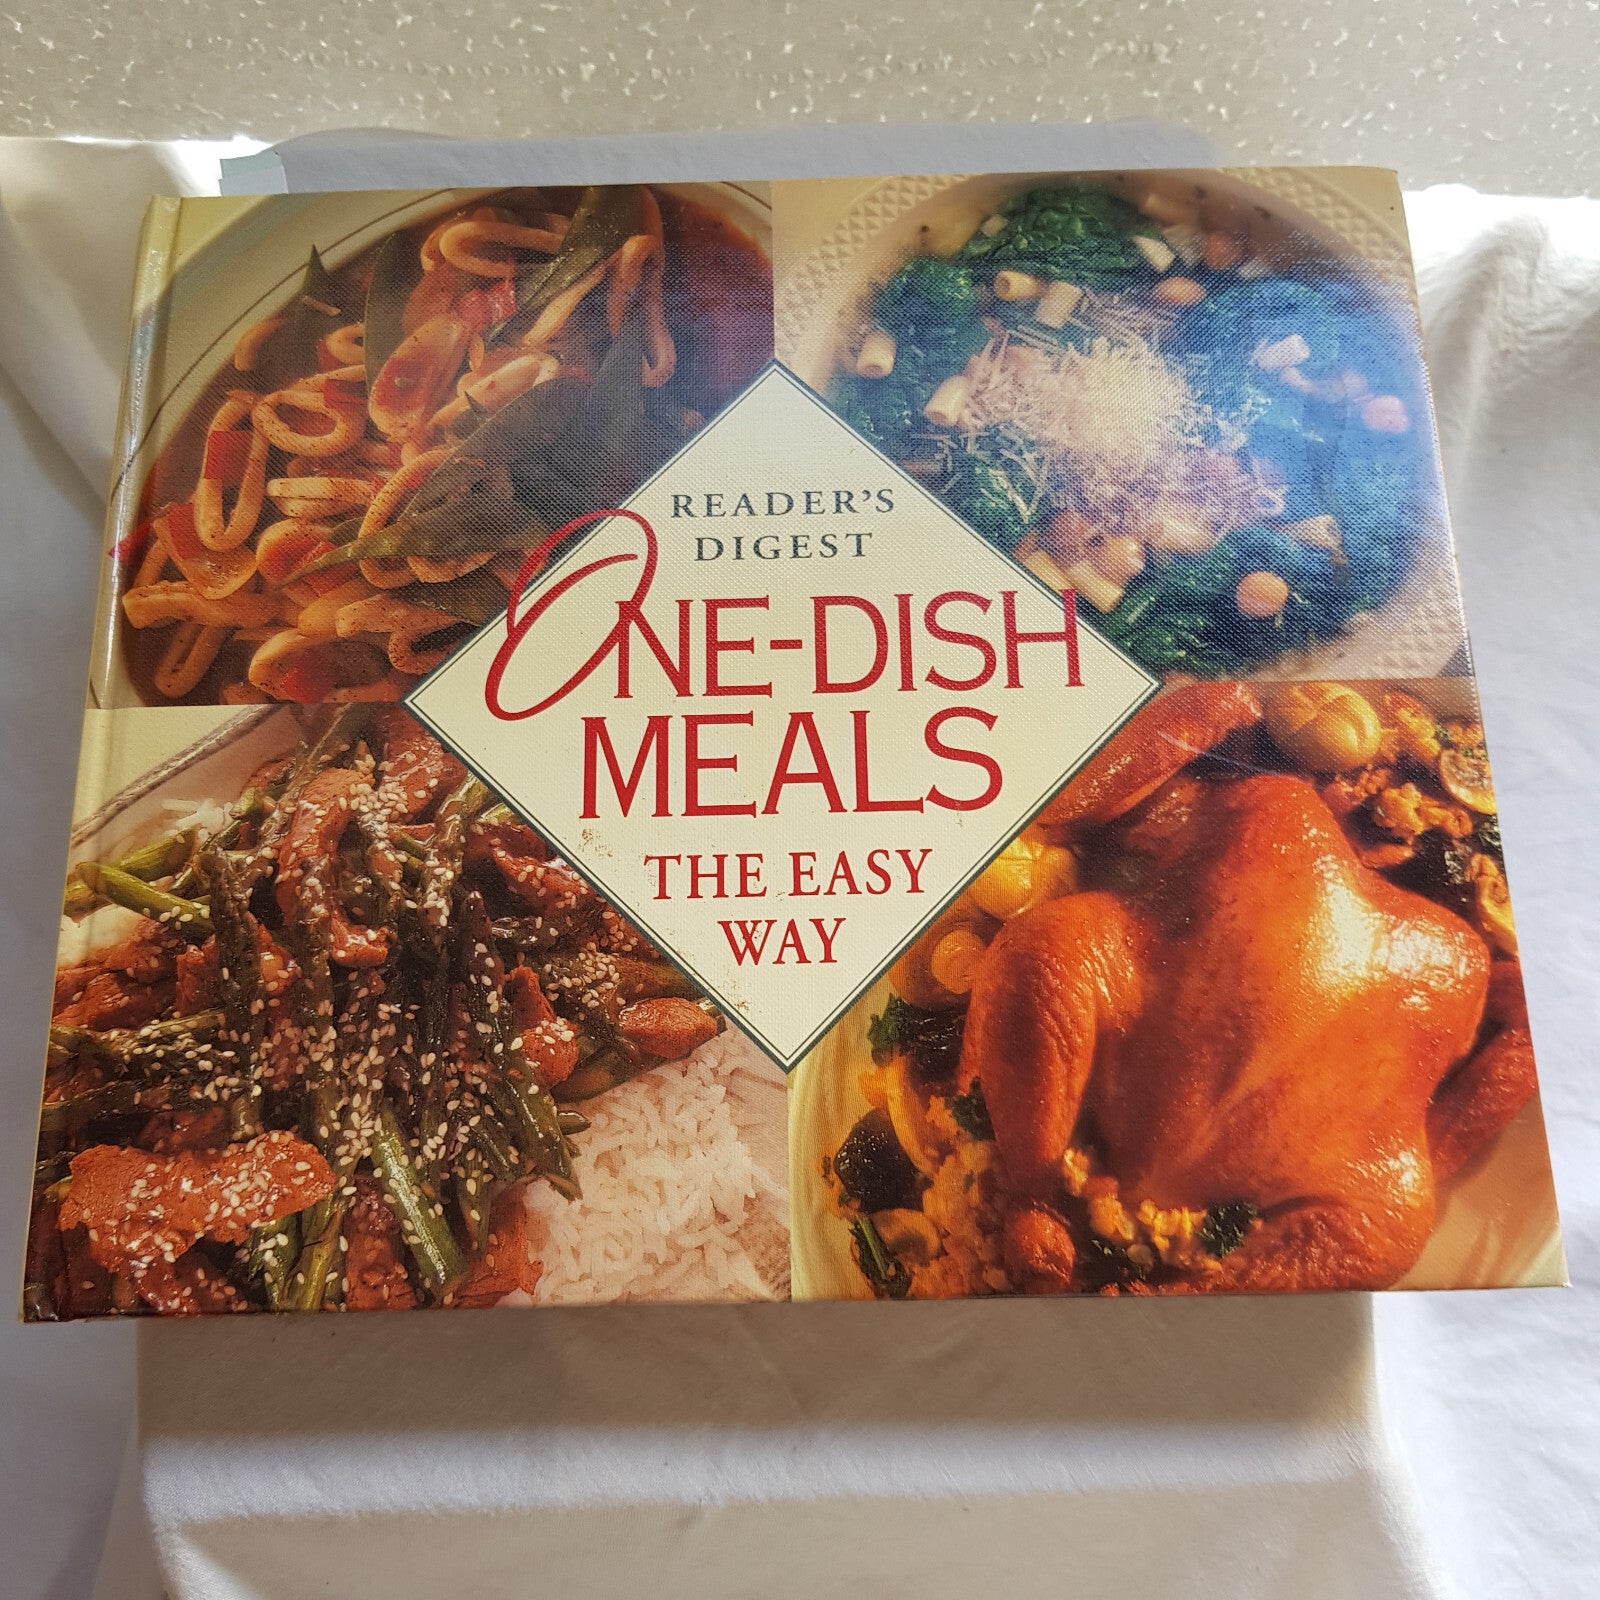 READER'S
DIGEST
ONE-DISH
MEALS
THE EASY
WAY